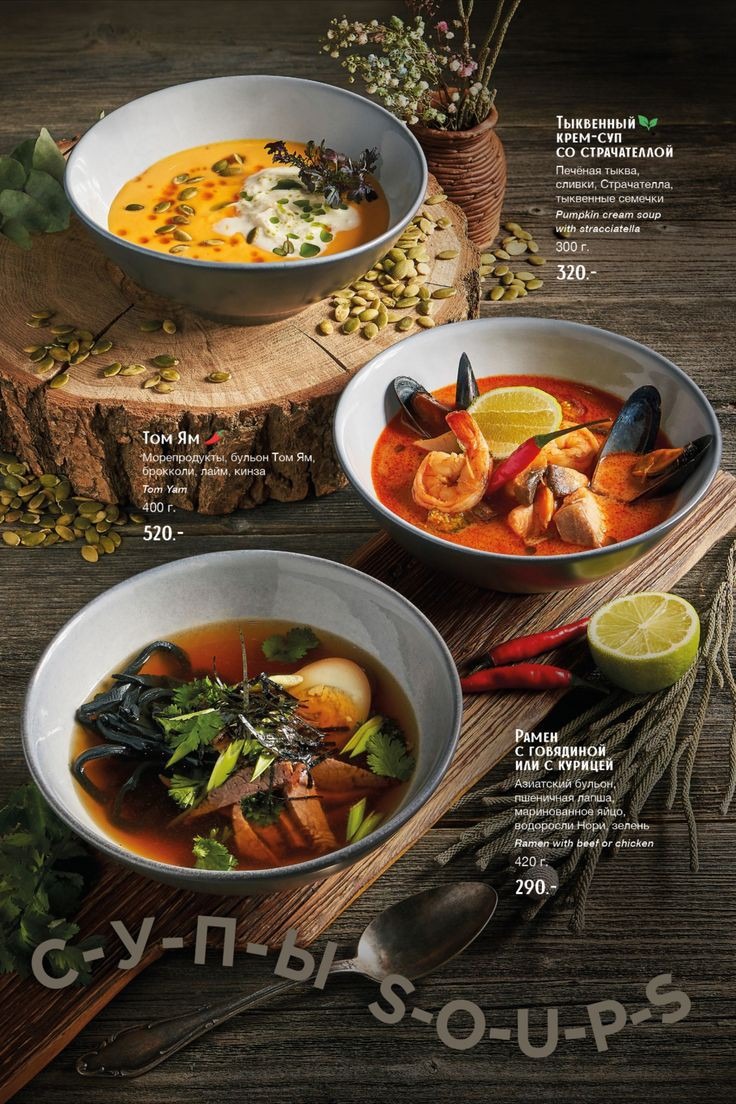 Тыквенный
крем-суп
со страчателлой
Печёная тыква,
сливки, Страчателла,
тыквенные семечки
Pumpkin cream soup
with stracciatella
300 г.
320.-
Том Ям
Морепродукты, бульон Том Ям,
брокколи, лайм, кинза
Tom Yam
400 г.
520.-
Рамен
с говядиной
или с курицей
Азиатский бульон,
пшеничная лапша,
маринованное яйцо,
водоросли Нори, зелень
Ramen with beef or chicken
420 г.
290.-
С-У-П-Ы
S-O-U-P-S